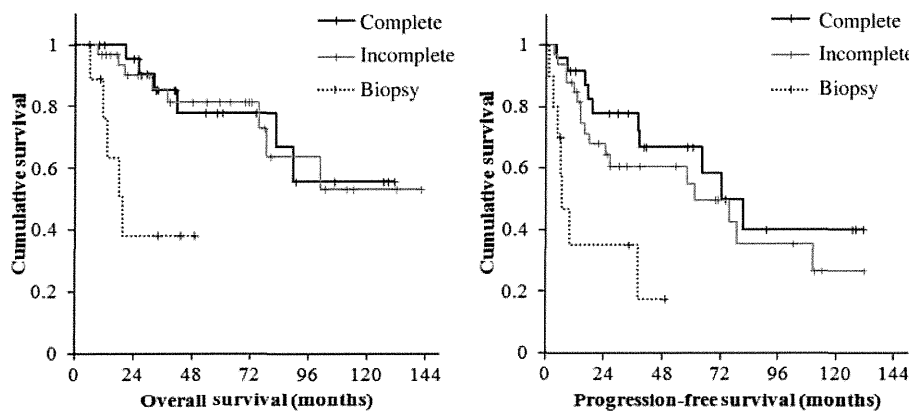 Complete
Incomplete
Biopsy
Cumulative survival
1
0.8
0.6
0.4
0.2
0
0 24 48 72 96 120 144
Overall survival (months)
Complete
Incomplete
Biopsy
Cumulative survival
1
0.8
0.6
0.4
0.2
0
0 24 48 72 96 120 144
Progression-free survival (months)